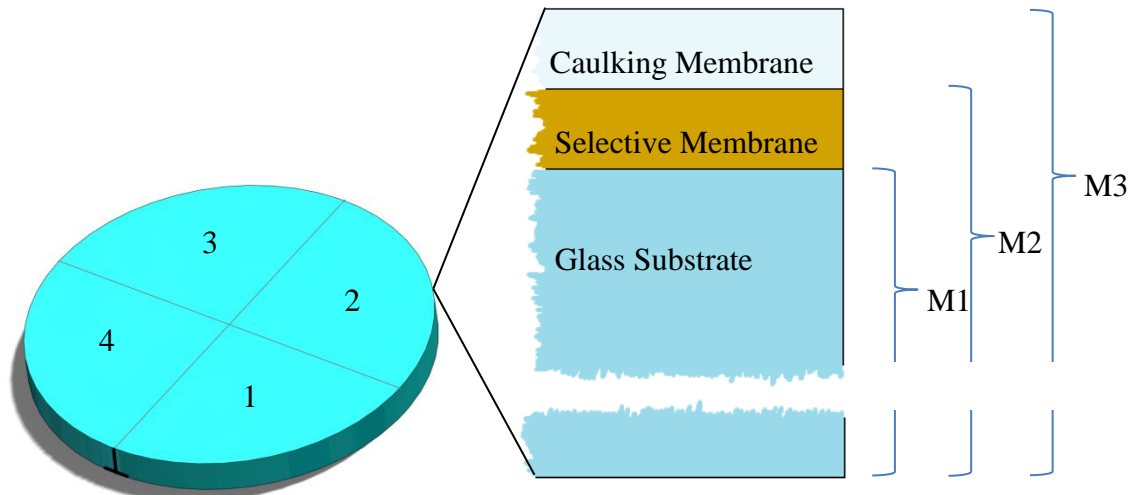 Caulking Membrane
Selective Membrane
Glass Substrate
M3
M2
M1
3
2
4
1